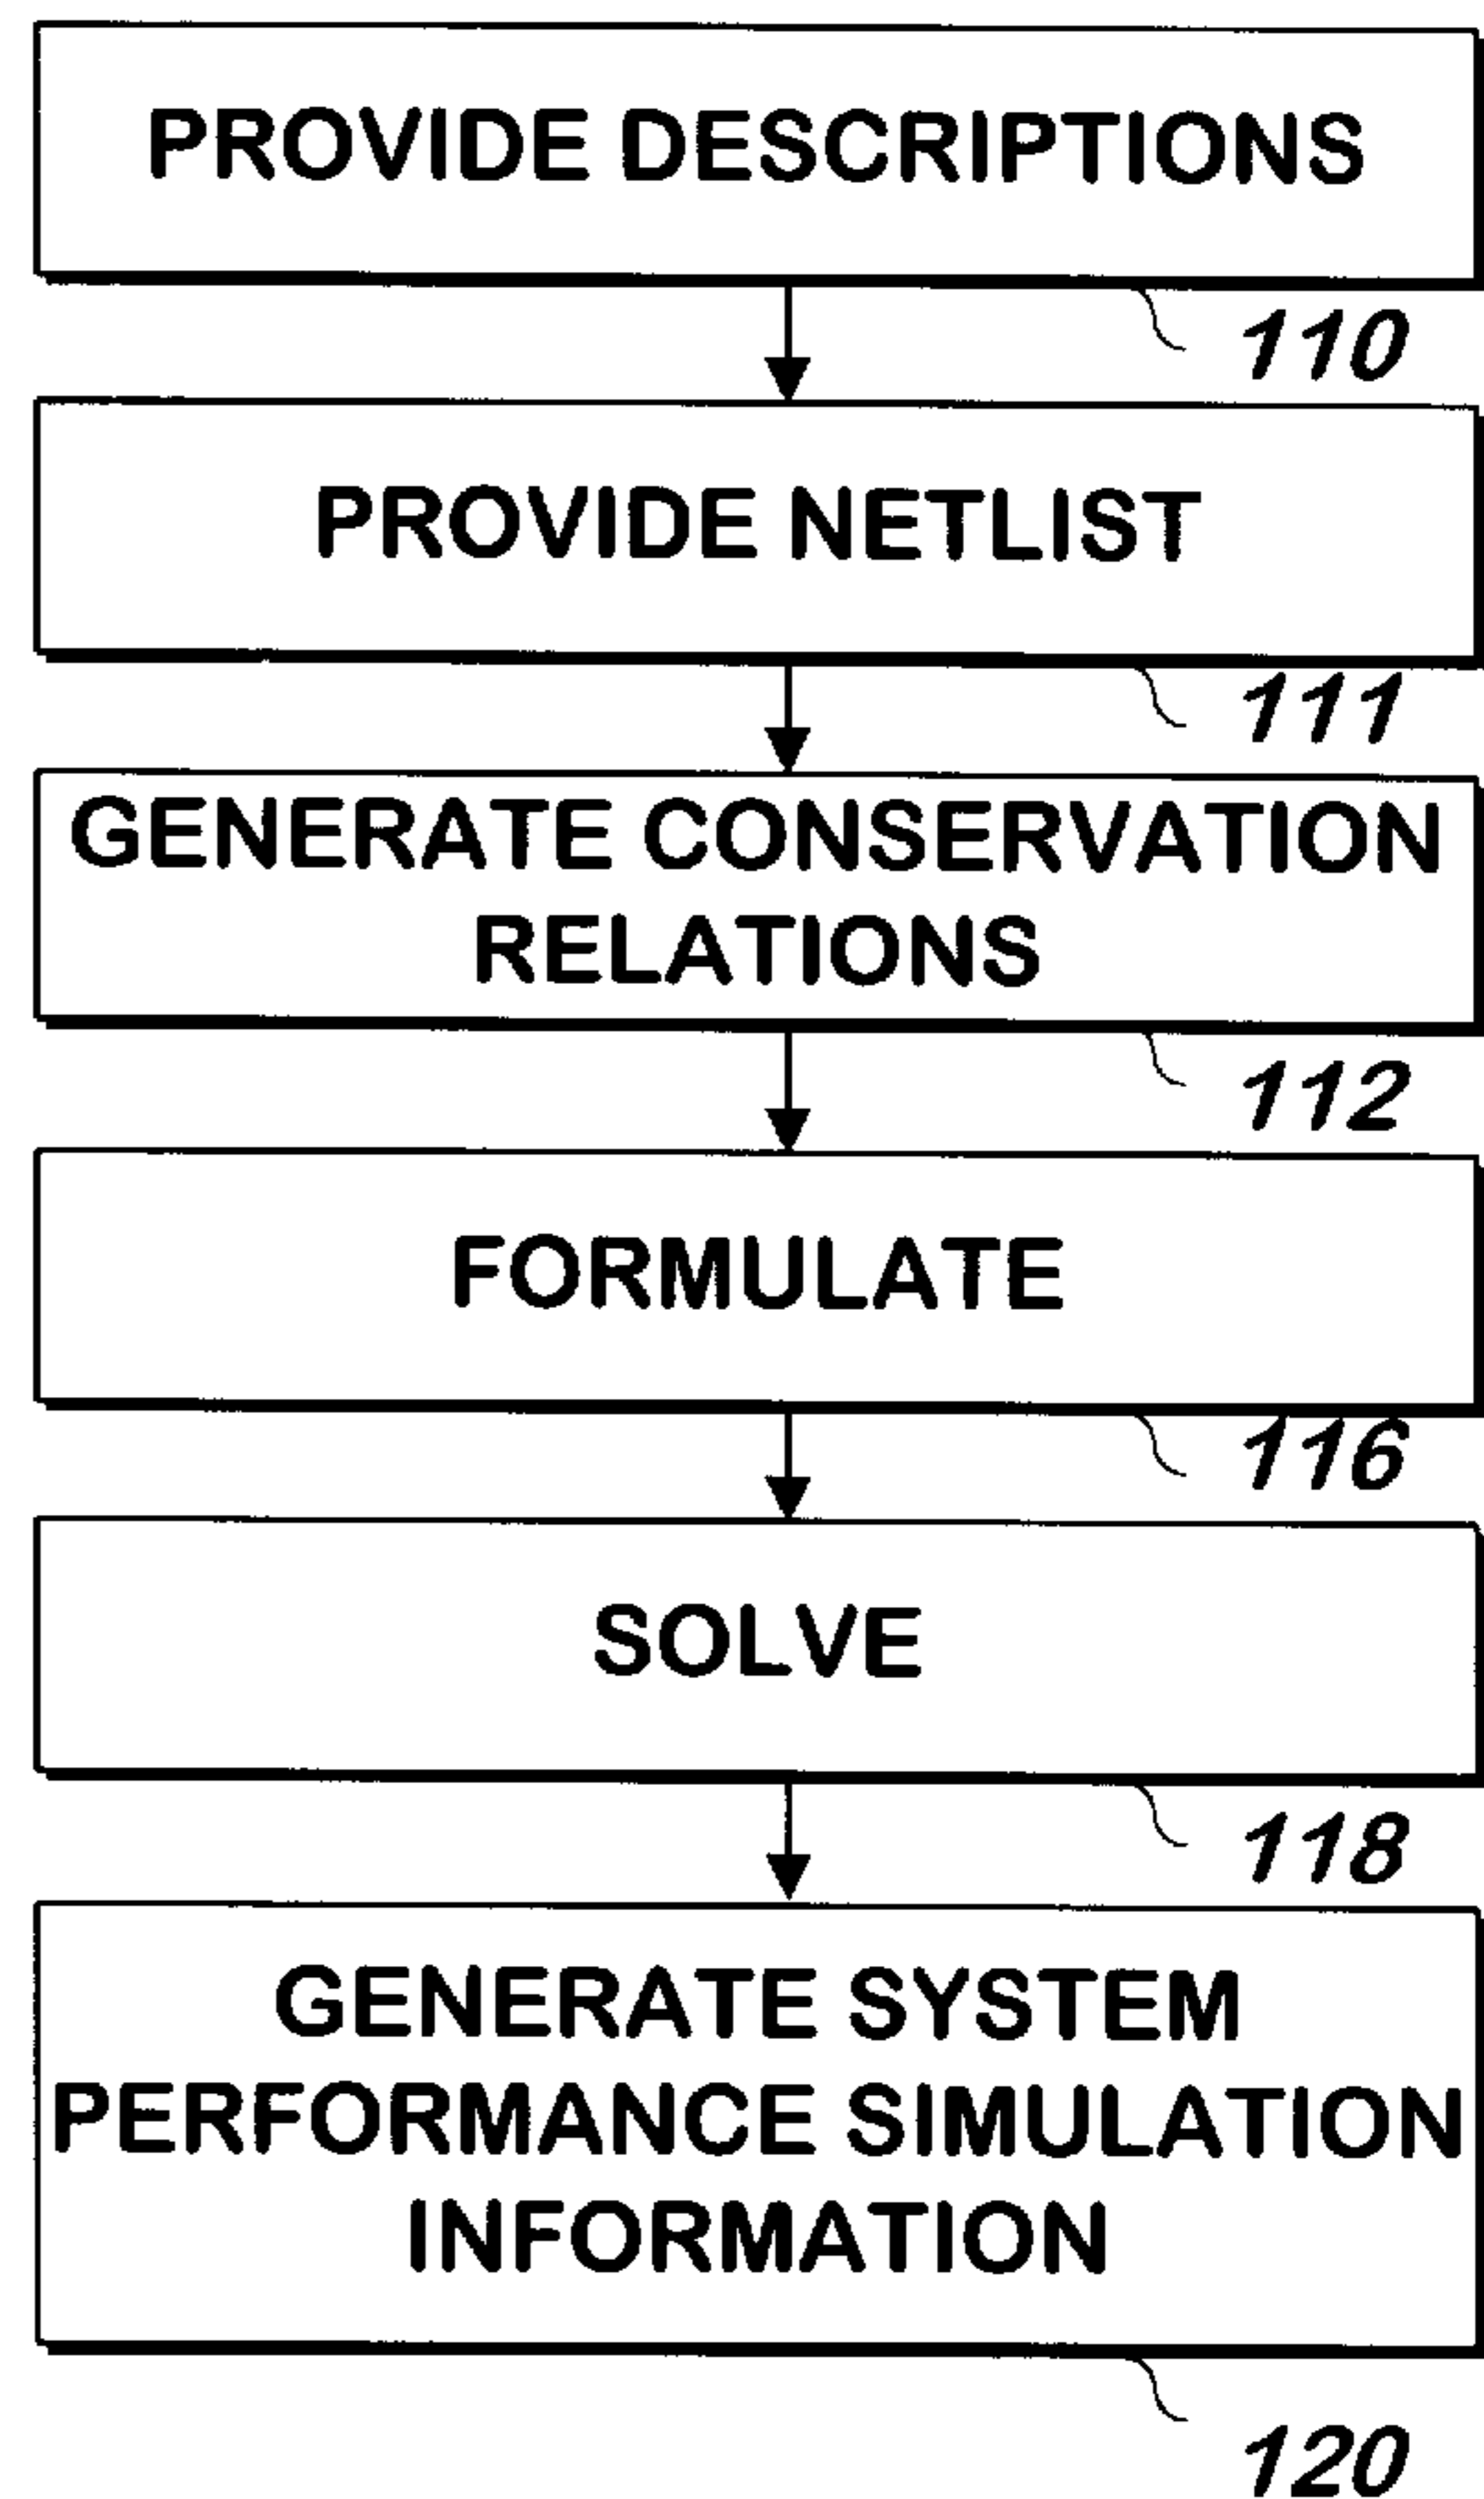 PROVIDE DESCRIPTIONS
110
PROVIDE NETLIST
111
GENERATE CONSERVATION
RELATIONS
112
FORMULATE
116
SOLVE
118
GENERATE SYSTEM
PERFORMANCE SIMULATION
INFORMATION
120